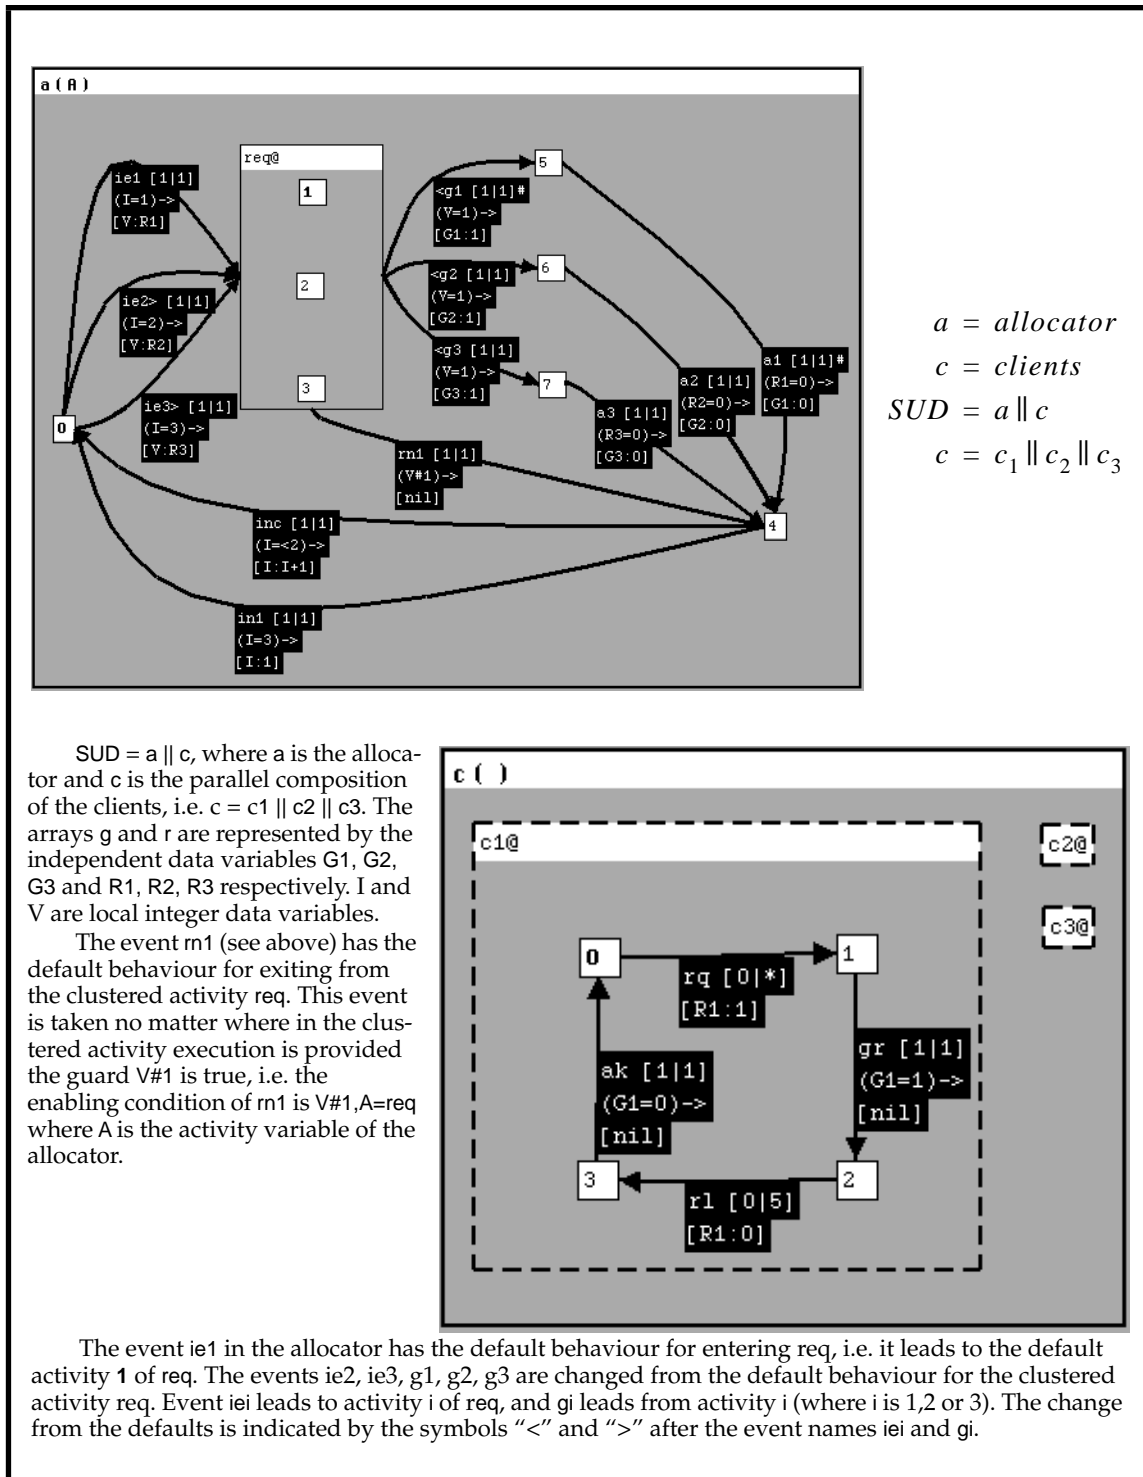 a(A)
req@
1
2
3
ie1 [1|1]
(I=1)->
[V:R1]
ie2> [1|1]
(I=2)->
[V:R2]
ie3> [1|1]
(I=3)->
[V:R3]
0
<g1 [1|1]#
(V=1)->
[G1:1]
<g2 [1|1]
(V=1)->
[G2:1]
<g3 [1|1]
(V=1)->
[G3:1]
5
6
7
a1 [1|1]#
(R1=0)->
[G1:0]
a2 [1|1]
(R2=0)->
[G2:0]
a3 [1|1]
(R3=0)->
[G3:0]
rn1 [1|1]
(V#1)->
[nil]
4
inc [1|1]
(I=<2)->
[I:I+1]
in1 [1|1]
(I=3)->
[I:1]
a = allocator
c = clients
SUD = a || c
c = c1 || c2 || c3
SUD = a || c, where a is the alloca-
tor and c is the parallel composition
of the clients, i.e. c = c1 || c2 || c3. The
arrays g and r are represented by the
independent data variables G1, G2,
G3 and R1, R2, R3 respectively. I and
V are local integer data variables.
The event rn1 (see above) has the
default behaviour for exiting from
the clustered activity req. This event
is taken no matter where in the clus-
tered activity execution is provided
the guard V#1 is true, i.e. the
enabling condition of rn1 is V#1,A=req
where A is the activity variable of the
allocator.
c( )
c1@
c2@
c3@
0
rq [0|*]
[R1:1]
1
gr [1|1]
(G1=1)->
[nil]
ak [1|1]
(G1=0)->
[nil]
3
rl [0|5]
[R1:0]
2
The event ie1 in the allocator has the default behaviour for entering req, i.e. it leads to the default
activity 1 of req. The events ie2, ie3, g1, g2, g3 are changed from the default behaviour for the clustered
activity req. Event iei leads to activity i of req, and gi leads from activity i (where i is 1,2 or 3). The change
from the defaults is indicated by the symbols “<” and “>” after the event names iei and gi.